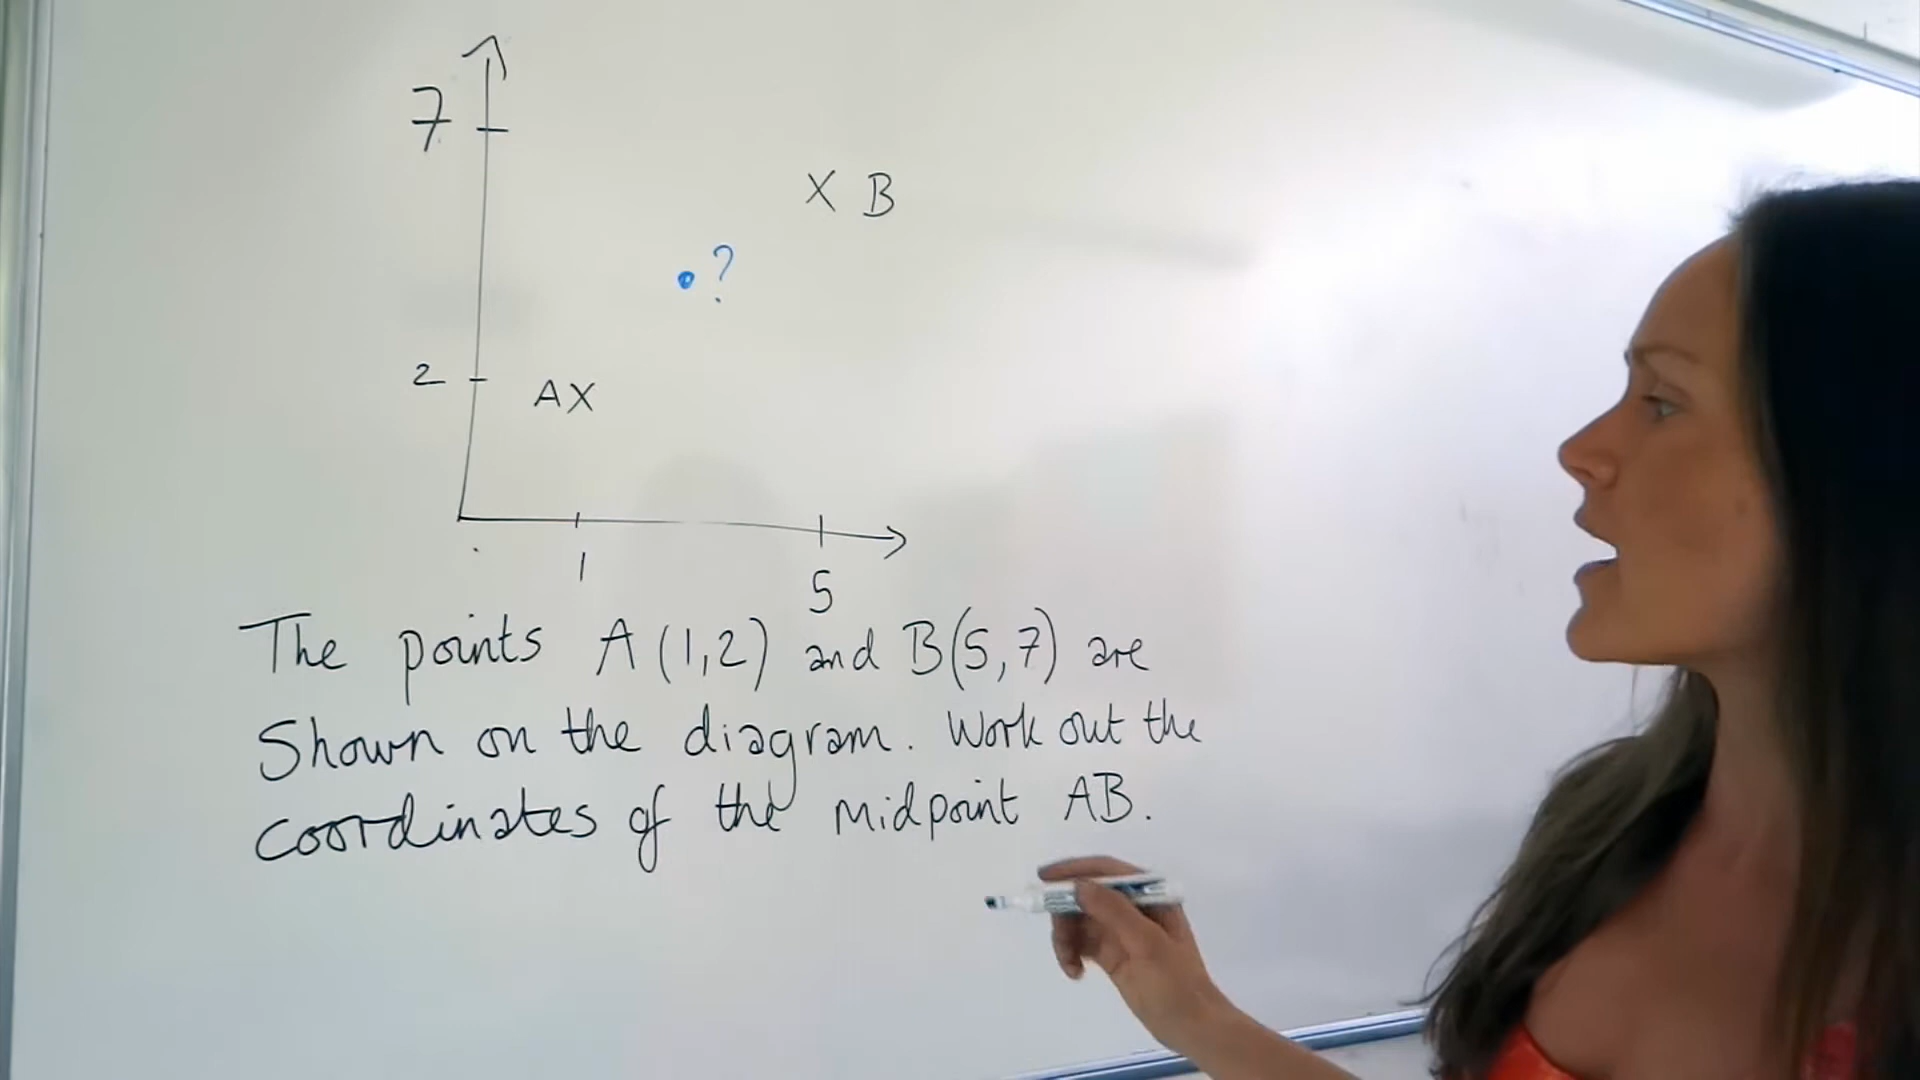 7
X B
?
2
AX
1
5
The points A (1,2) and B(5,7) are
Shown on the diagram. Work out the
coordinates of the midpoint AB.